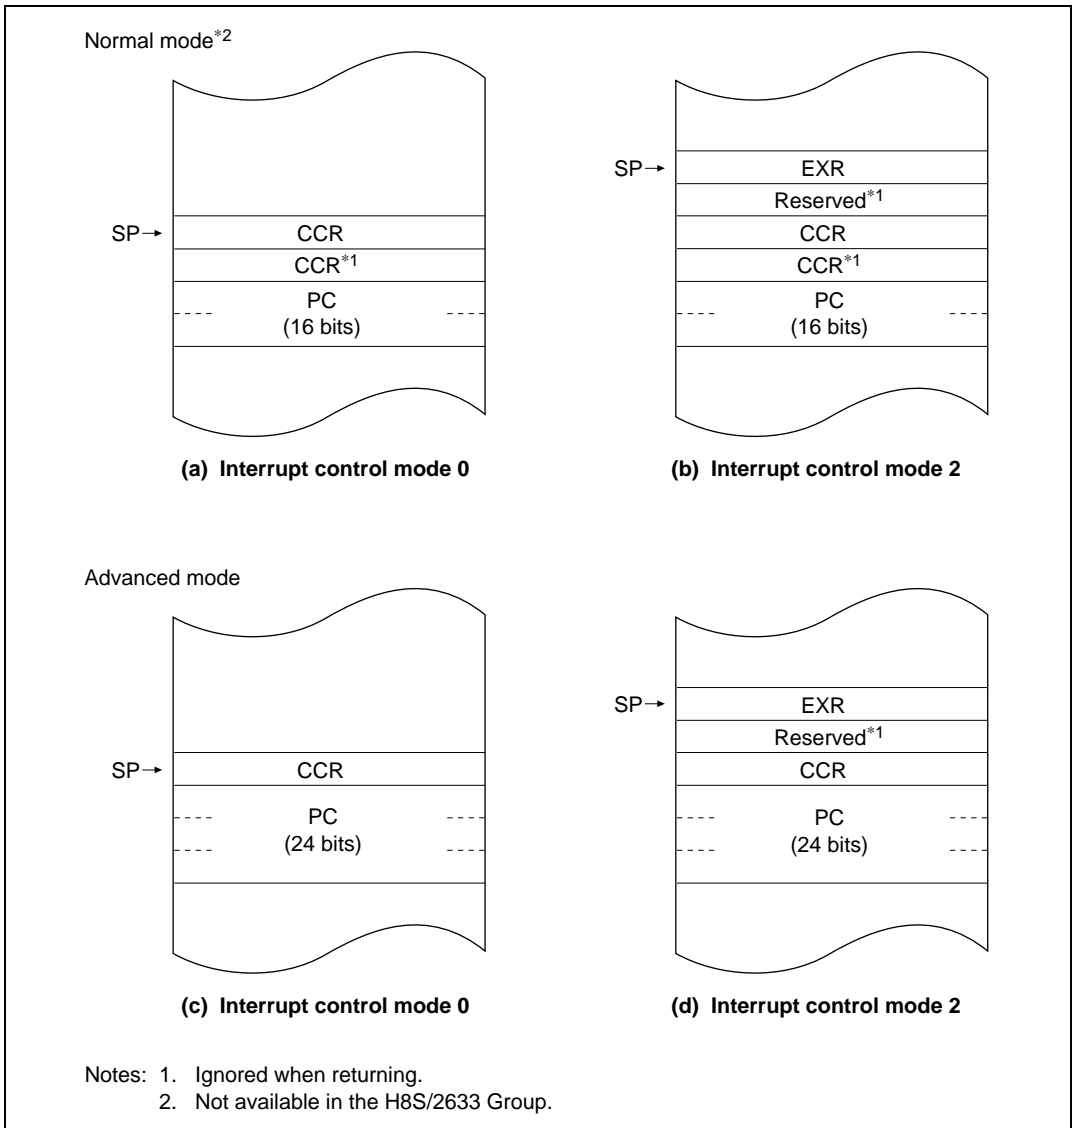 Normal mode*2
SP→
CCR
CCR*1
PC
(16 bits)
(a) Interrupt control mode 0
SP→
EXR
Reserved*1
CCR
CCR*1
PC
(16 bits)
(b) Interrupt control mode 2
Advanced mode
SP→
CCR
PC
(24 bits)
(c) Interrupt control mode 0
SP→
EXR
Reserved*1
CCR
PC
(24 bits)
(d) Interrupt control mode 2
Notes: 1. Ignored when returning.
2. Not available in the H8S/2633 Group.